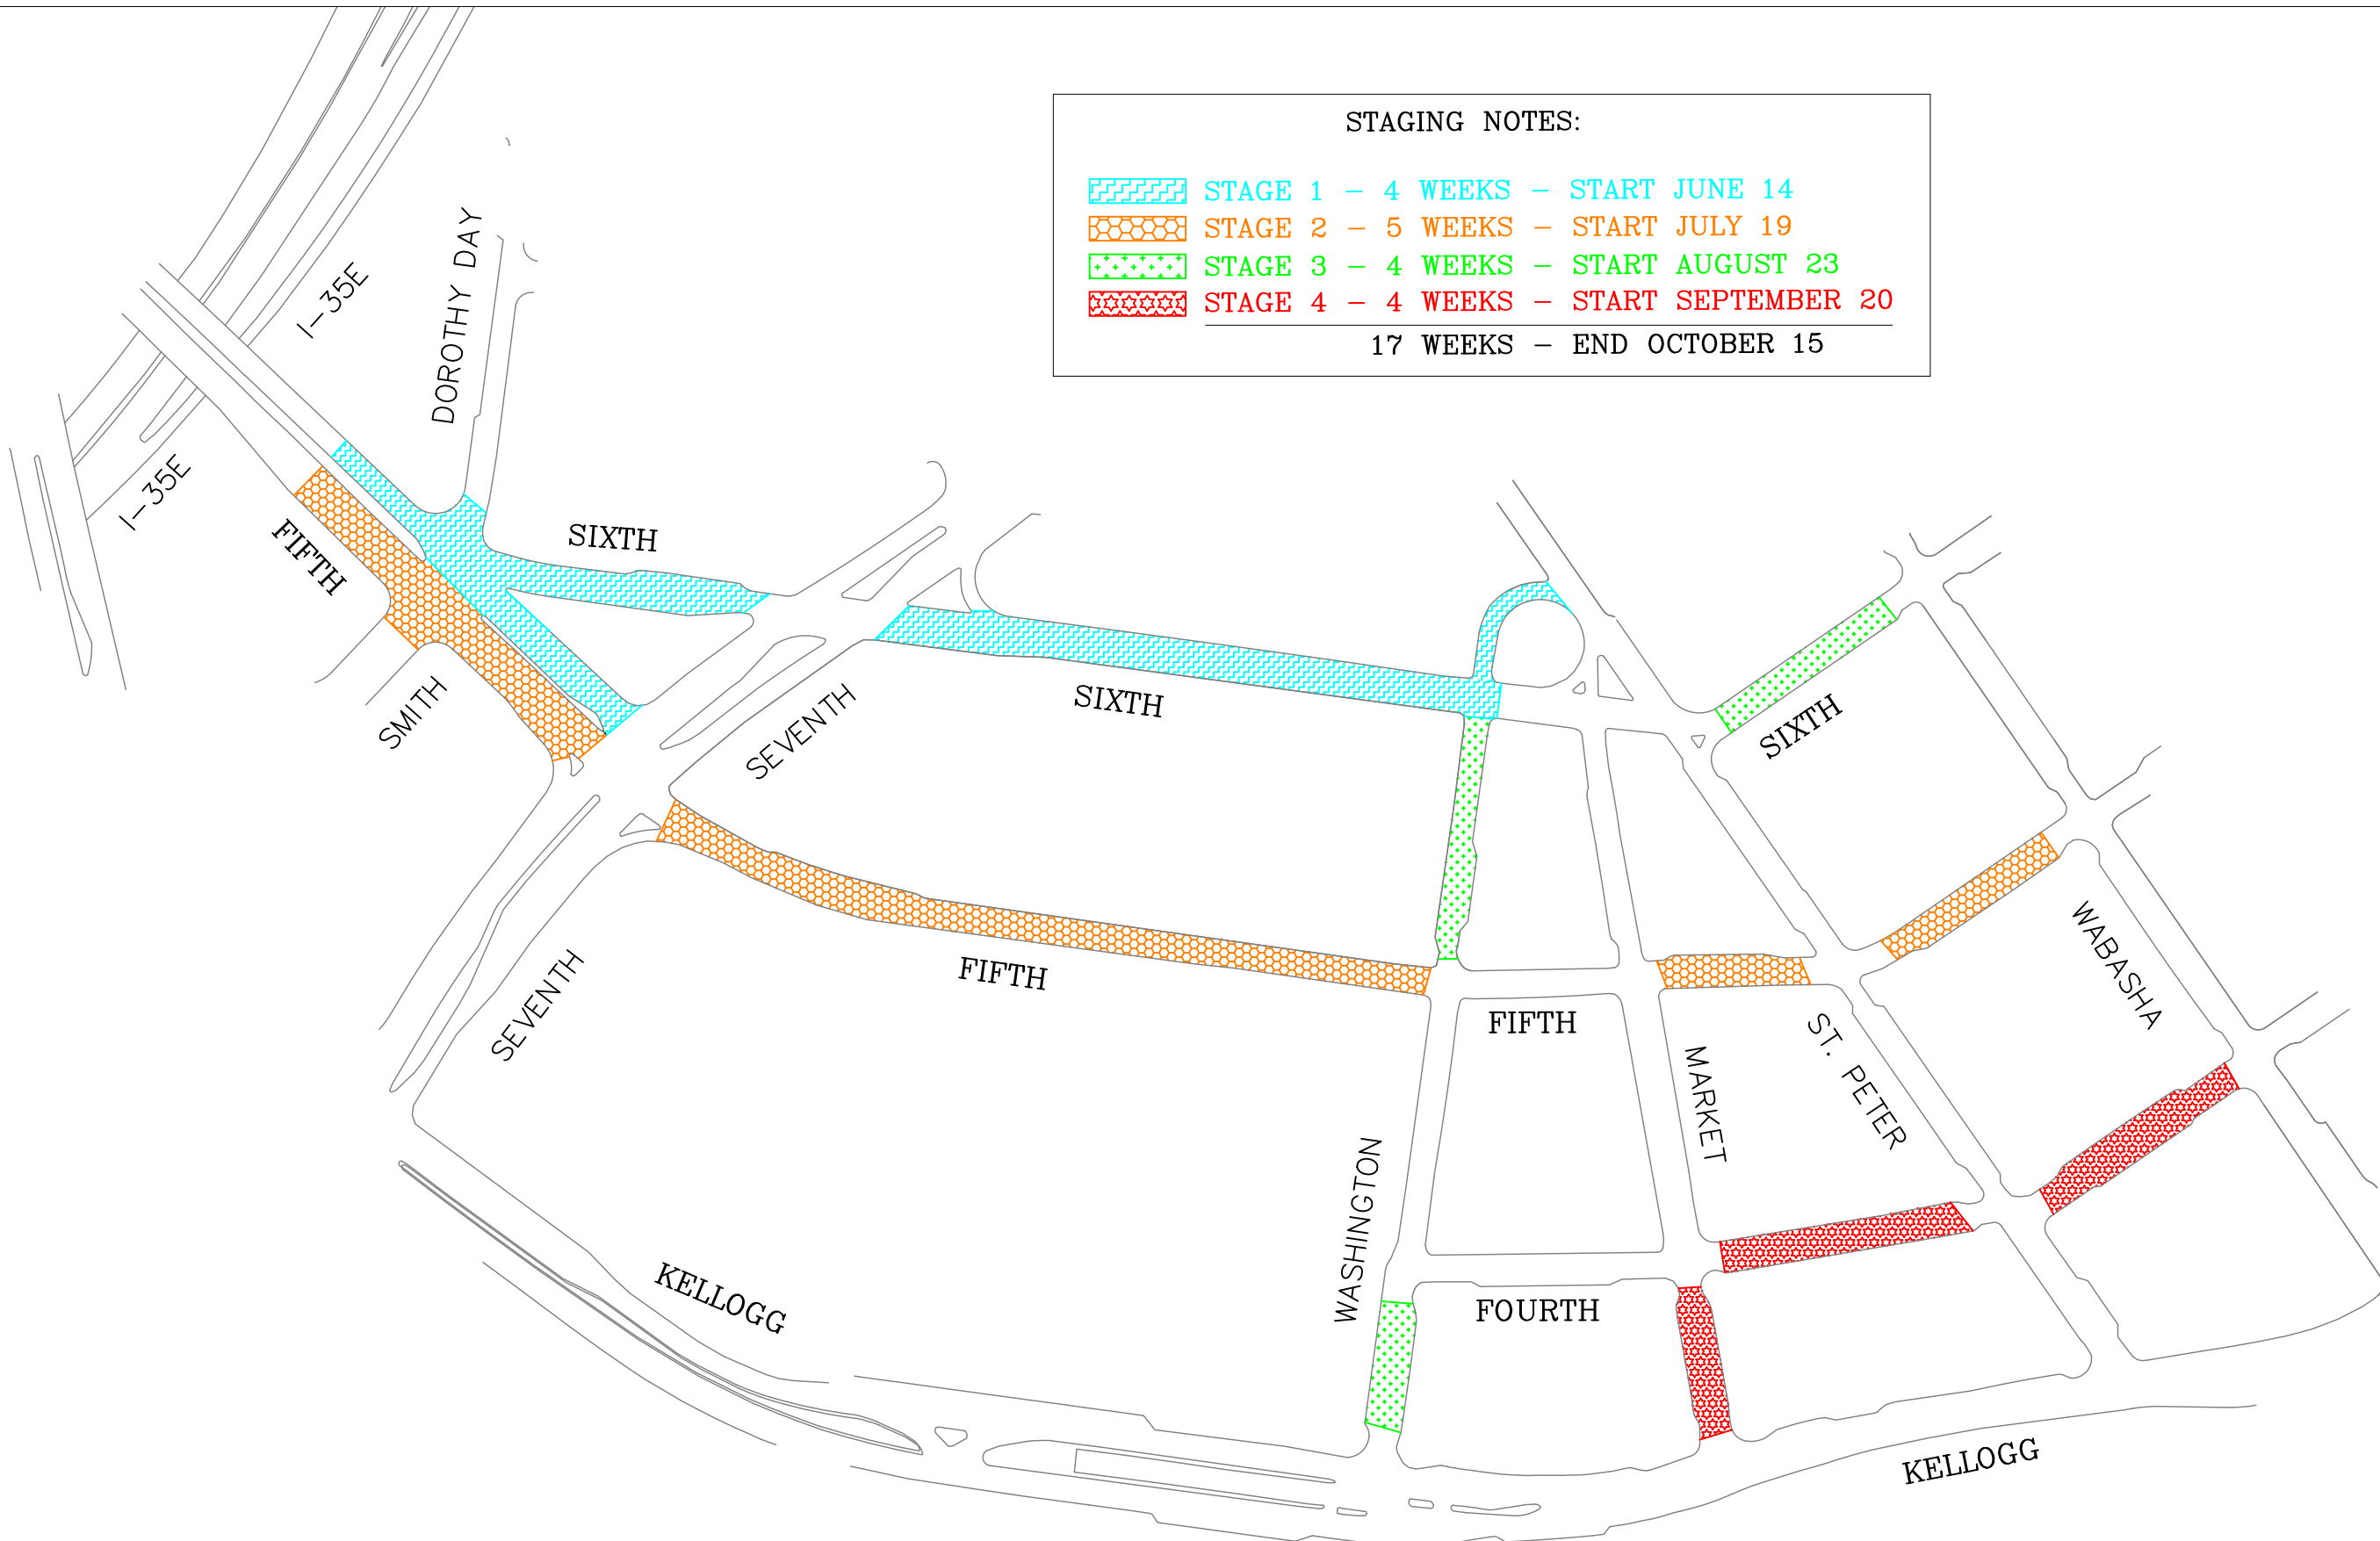 STAGING NOTES:
STAGE 1 – 4 WEEKS – START JUNE 14
STAGE 2 – 5 WEEKS – START JULY 19
STAGE 3 – 4 WEEKS – START AUGUST 23
STAGE 4 – 4 WEEKS – START SEPTEMBER 20
17 WEEKS – END OCTOBER 15
I–35E
DOROTHY DAY
I–35E
FIFTH
SIXTH
SMITH
SEVENTH
SIXTH
SIXTH
SEVENTH
FIFTH
FIFTH
MARKET
ST. PETER
WABASHA
WASHINGTON
KELLOGG
FOURTH
KELLOGG